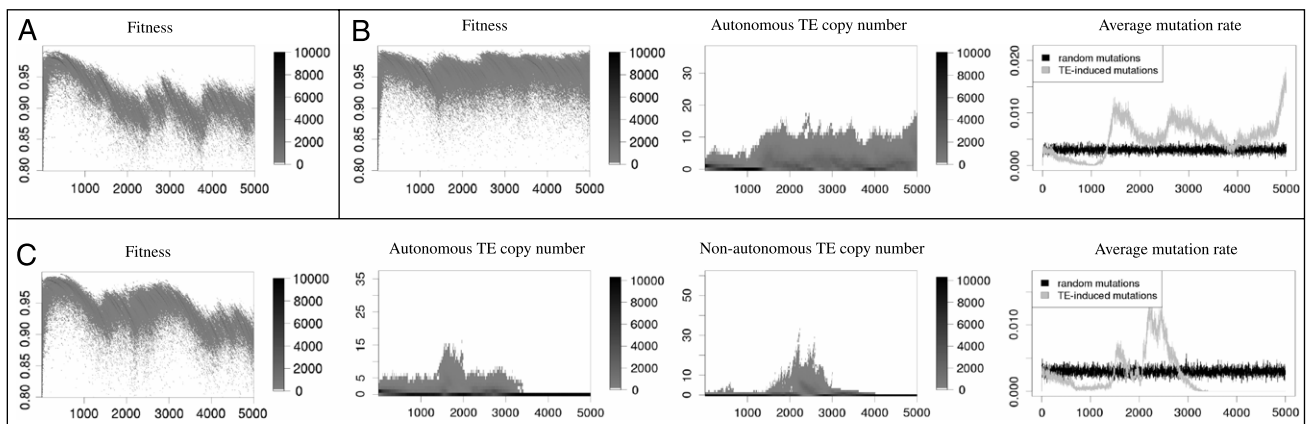 A
Fitness
0.80 0.85 0.90 0.95
1000 2000 3000 4000 5000
10000
8000
6000
4000
2000
0
B
Fitness
0.80 0.85 0.90 0.95
1000 2000 3000 4000 5000
10000
8000
6000
4000
2000
0
Autonomous TE copy number
0 10 20 30
1000 2000 3000 4000 5000
10000
8000
6000
4000
2000
0
Average mutation rate
random mutations
TE-induced mutations
0.000 0.010 0.020
0 1000 2000 3000 4000 5000
C
Fitness
0.80 0.85 0.90 0.95
1000 2000 3000 4000 5000
10000
8000
6000
4000
2000
0
Autonomous TE copy number
0 5 15 25 35
1000 2000 3000 4000 5000
10000
8000
6000
4000
2000
0
Non-autonomous TE copy number
0 10 30 50
1000 2000 3000 4000 5000
10000
8000
6000
4000
2000
0
Average mutation rate
random mutations
TE-induced mutations
0.000 0.010
0 1000 2000 3000 4000 5000